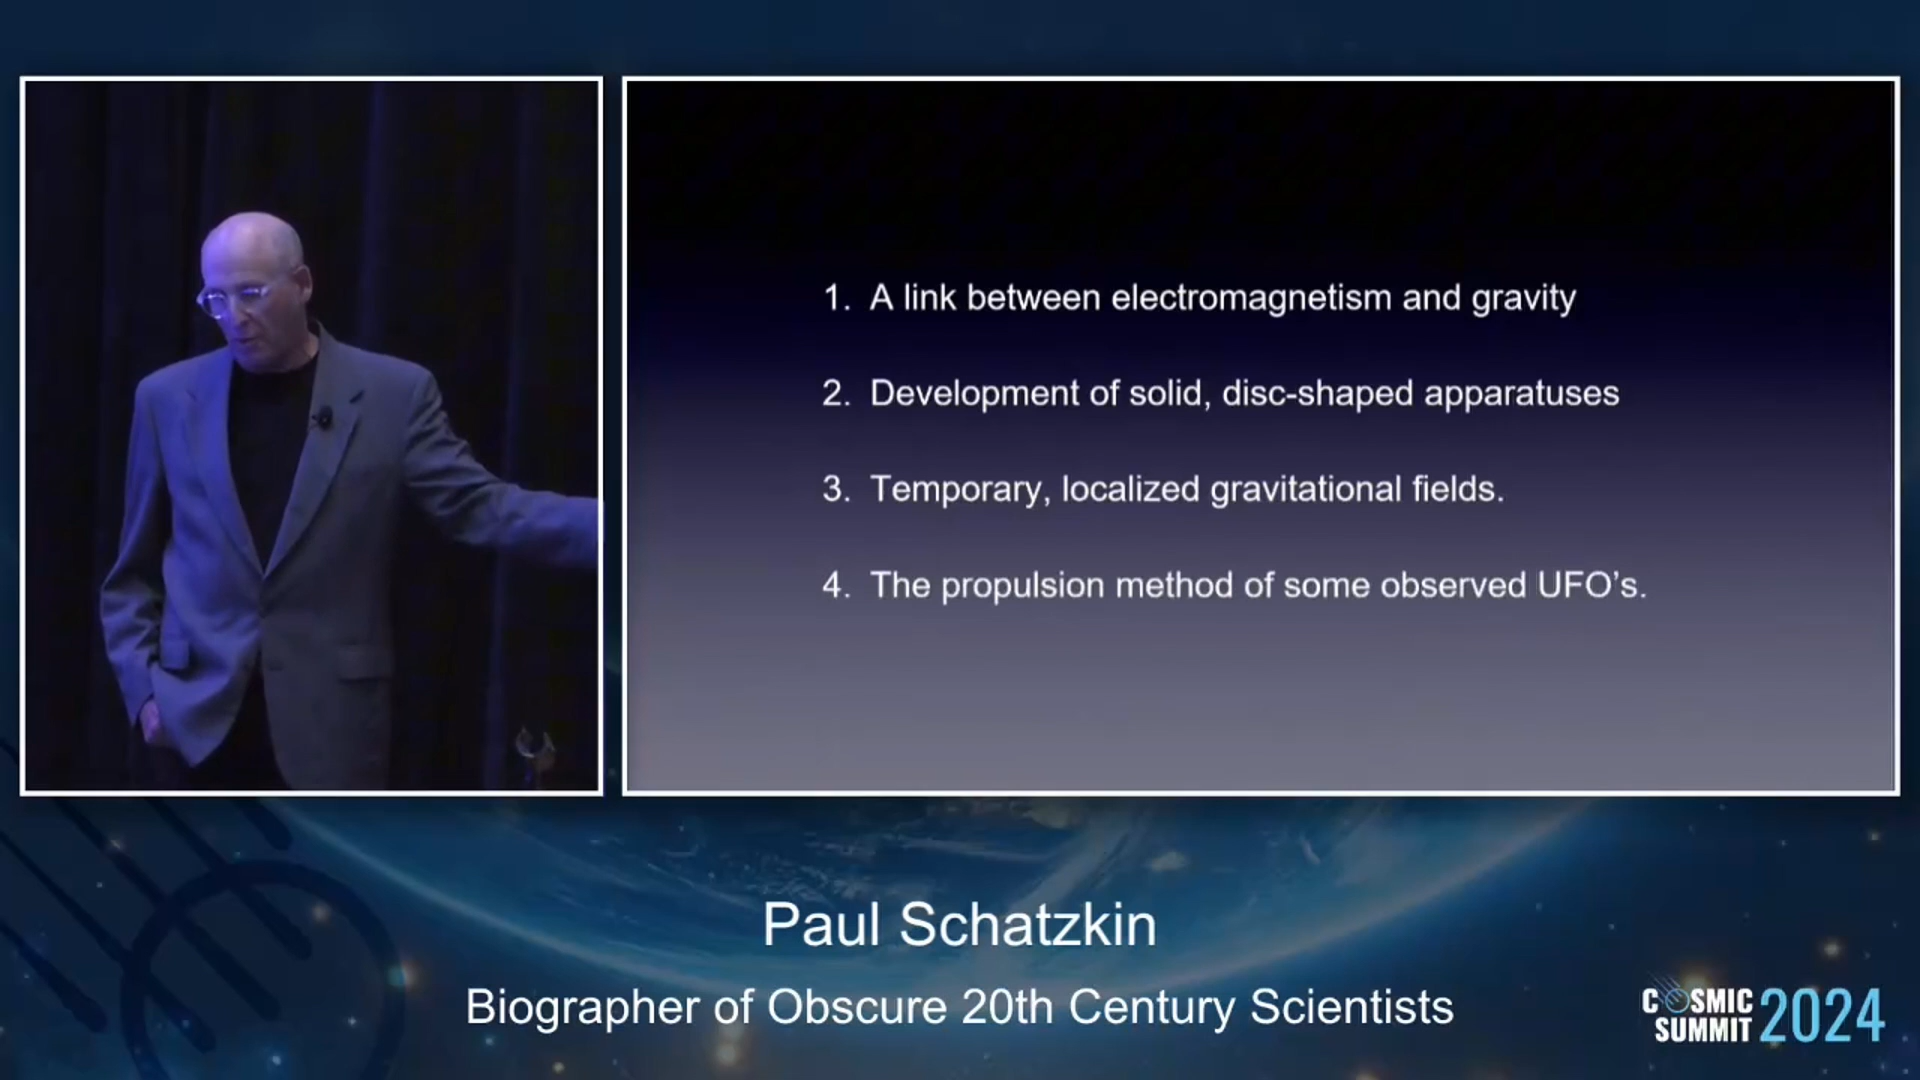 1. A link between electromagnetism and gravity
2. Development of solid, disc-shaped apparatuses
3. Temporary, localized gravitational fields.
4. The propulsion method of some observed UFO's.
Paul Schatzkin
Biographer of Obscure 20th Century Scientists
COSMIC
SUMMIT 2024